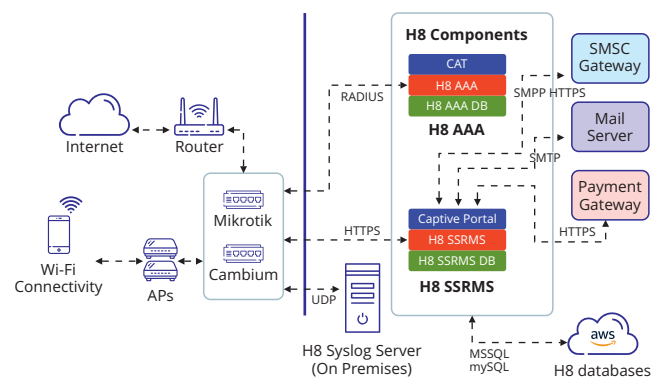 H8 Components
CAT
H8 AAA
H8 AAA DB
H8 AAA
RADIUS
SMSC
Gateway
SMPP HTTPS
Mail
Server
SMTP
Payment
Gateway
HTTPS
Internet
Router
Mikrotik
Cambium
Wi-Fi
Connectivity
APs
HTTPS
Captive Portal
H8 SSRMS
H8 SSRMS DB
H8 SSRMS
UDP
H8 Syslog Server
(On Premises)
MSSQL
mySQL
aws
H8 databases